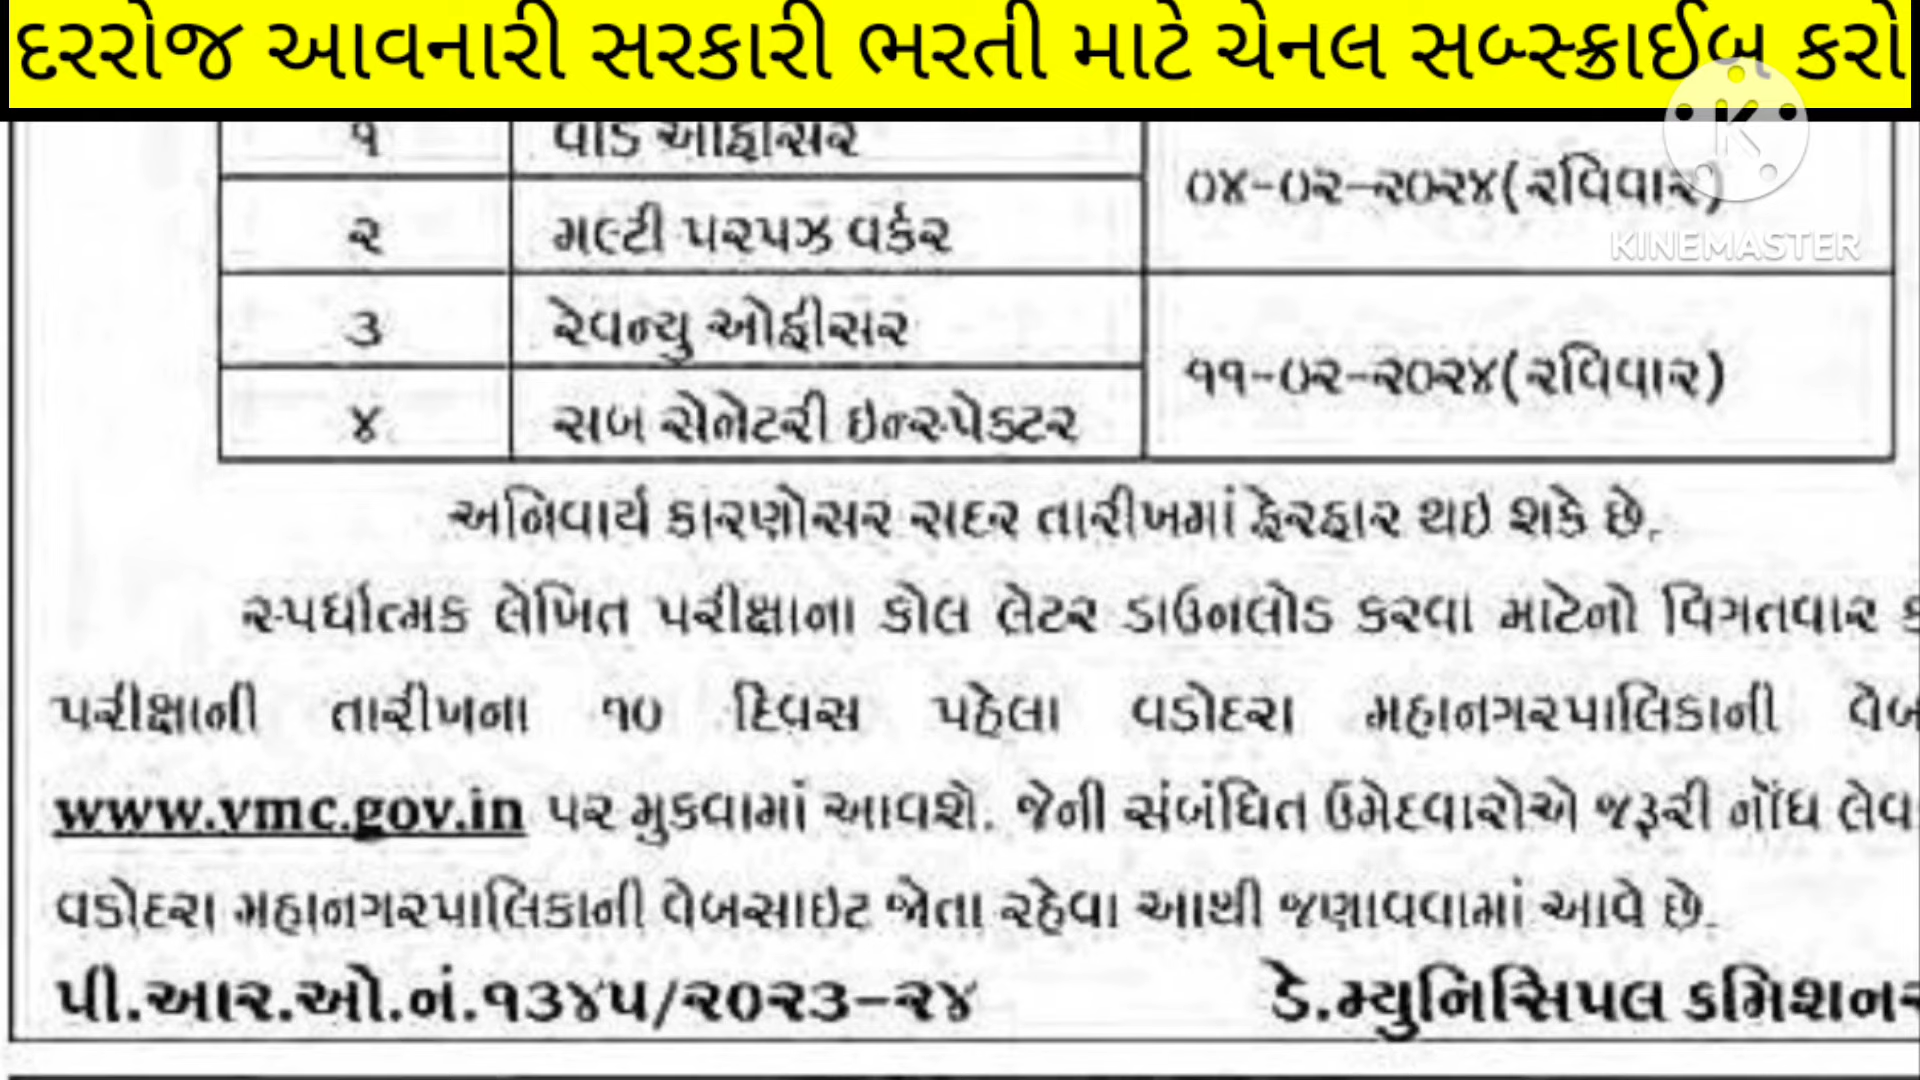 દરરોજ આવનારી સરકારી ભરતી માટે ચેનલ સબ્સ્ક્રાઈબ કરો
૧ વોર્ડ ઓફીસર
૦૪-૦૨-૨૦૨૪(રવિવાર)
૨ મલ્ટી પરપઝ વર્કર
KINEMASTER
૩ રેવન્યુ ઓફીસર
૧૧-૦૨-૨૦૨૪(રવિવાર)
૪ સબ સેનેટરી ઇન્સ્પેક્ટર
અનિવાર્ય કારણોસર સદર તારીખમાં ફેરફાર થઇ શકે છે.
સ્પર્ધાત્મક લેખિત પરીક્ષાના કોલ લેટર ડાઉનલોડ કરવા માટેનો વિગતવાર
પરીક્ષાની તારીખના ૧૦ દિવસ પહેલા વડોદરા મહાનગરપાલિકાની
www.vmc.gov.in પર મુકવામાં આવશે. જેની સંબંધિત ઉમેદવારોએ જરૂરી નોંધ
વડોદરા મહાનગરપાલિકાની વેબસાઇટ જોતા રહેવા આથી જણાવવામાં આવે છે.
પી.આર.ઓ.નં.૧૩૪૫/૨૦૨૩-૨૪ ડે.મ્યુનિસિપલ કમિશનર